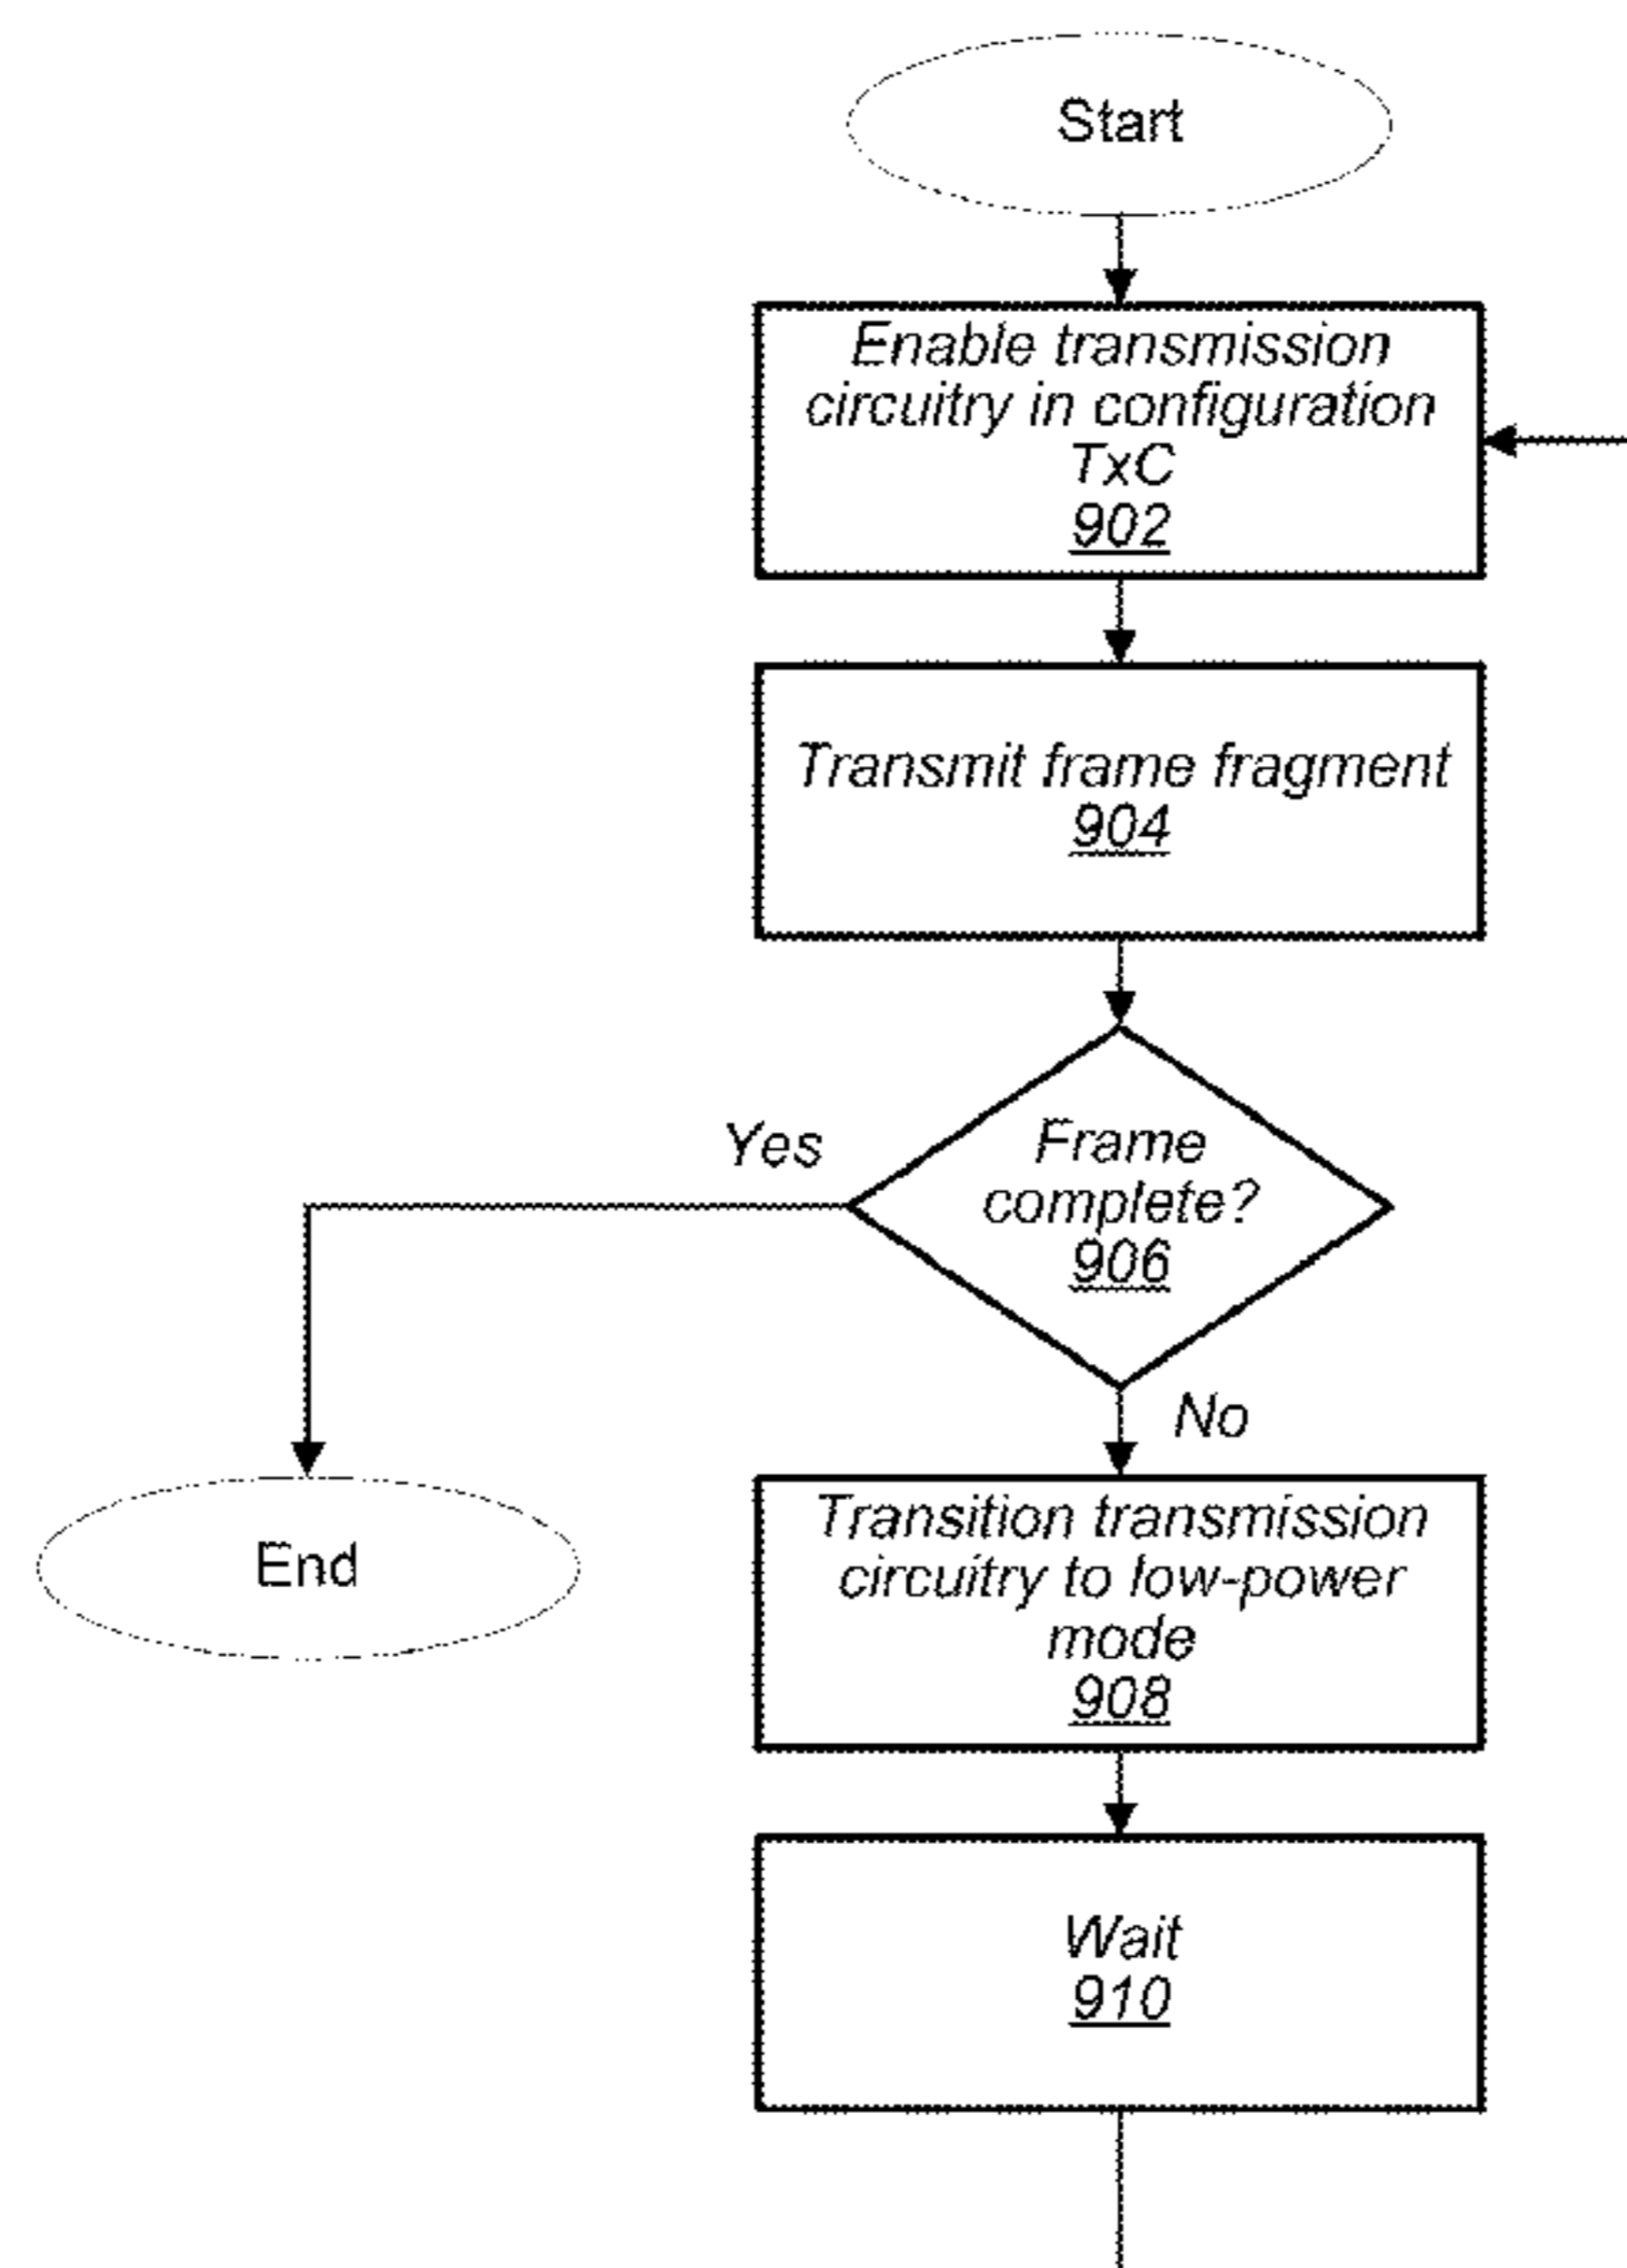 Start
Enable transmission
circuitry in configuration
TxC
902
Transmit frame fragment
904
Frame
complete?
906
Yes
No
End
Transition transmission
circuitry to low-power
mode
908
Wait
910